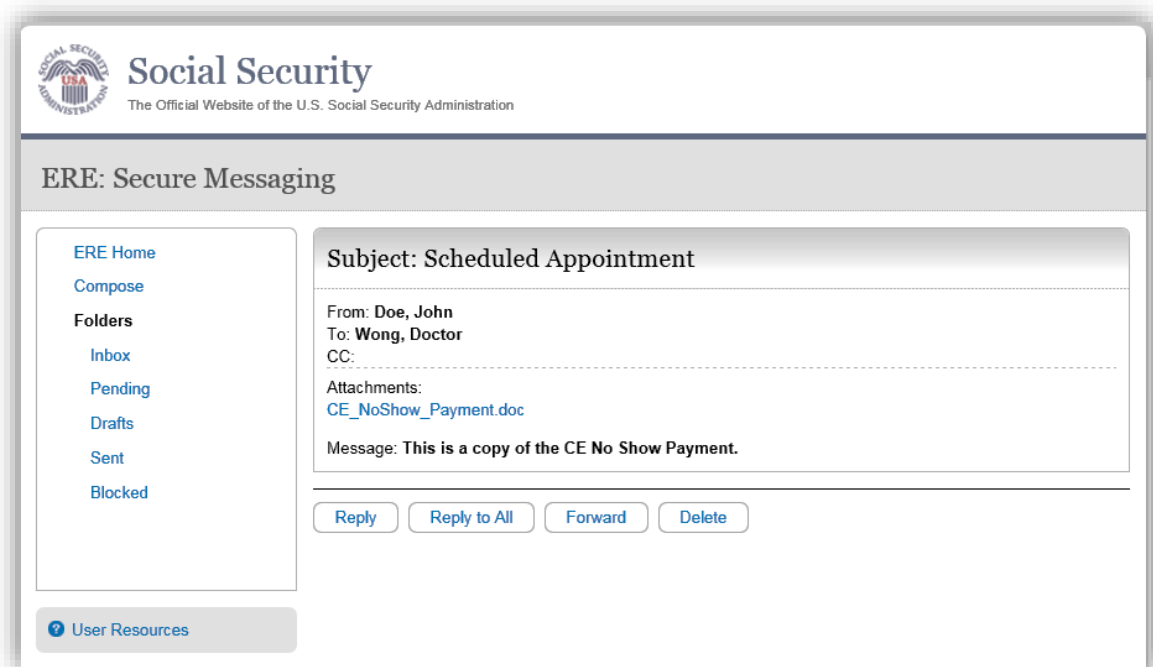 SOCIAL SECURITY ADMINISTRATION
USA
Social Security
The Official Website of the U.S. Social Security Administration
ERE: Secure Messaging
ERE Home
Compose
Folders
Inbox
Pending
Drafts
Sent
Blocked
? User Resources
Subject: Scheduled Appointment
From: Doe, John
To: Wong, Doctor
CC:
Attachments:
CE_NoShow_Payment.doc
Message: This is a copy of the CE No Show Payment.
Reply Reply to All Forward Delete